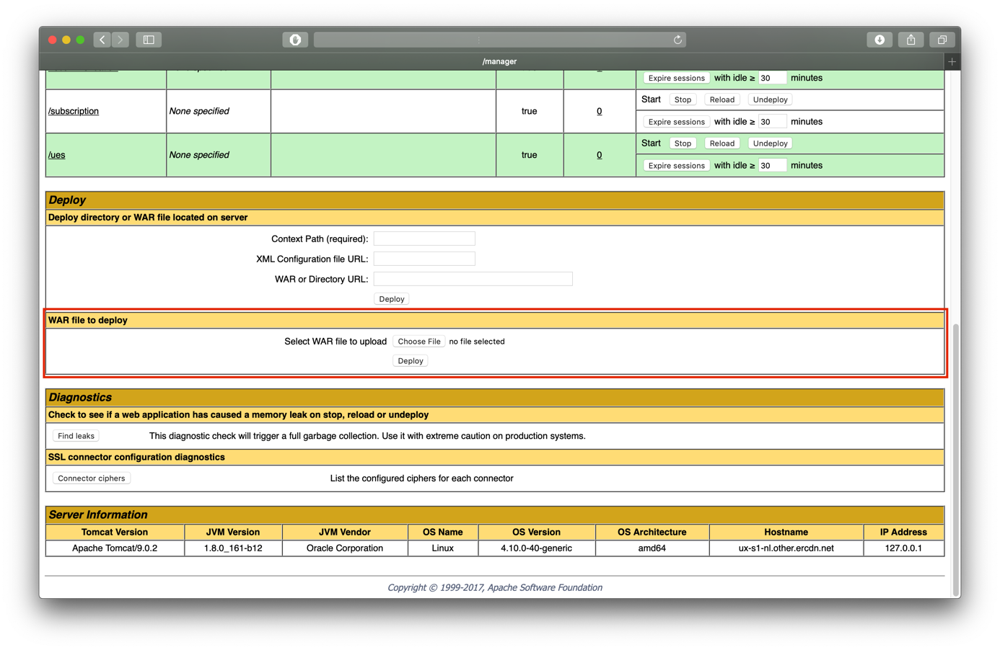 /manager
Expire sessions with idle ≥ 30 minutes
/subscription None specified true 0 Start Stop Reload Undeploy
Expire sessions with idle ≥ 30 minutes
/ues None specified true 0 Start Stop Reload Undeploy
Expire sessions with idle ≥ 30 minutes
Deploy
Deploy directory or WAR file located on server
Context Path (required):
XML Configuration file URL:
WAR or Directory URL:
Deploy
WAR file to deploy
Select WAR file to upload Choose File no file selected
Deploy
Diagnostics
Check to see if a web application has caused a memory leak on stop, reload or undeploy
Find leaks This diagnostic check will trigger a full garbage collection. Use it with extreme caution on production systems.
SSL connector configuration diagnostics
Connector ciphers List the configured ciphers for each connector
Server Information
Tomcat Version JVM Version JVM Vendor OS Name OS Version OS Architecture Hostname IP Address
Apache Tomcat/9.0.2 1.8.0_161-b12 Oracle Corporation Linux 4.10.0-40-generic amd64 ux-s1-nl.other.ercdn.net 127.0.0.1
Copyright © 1999-2017, Apache Software Foundation